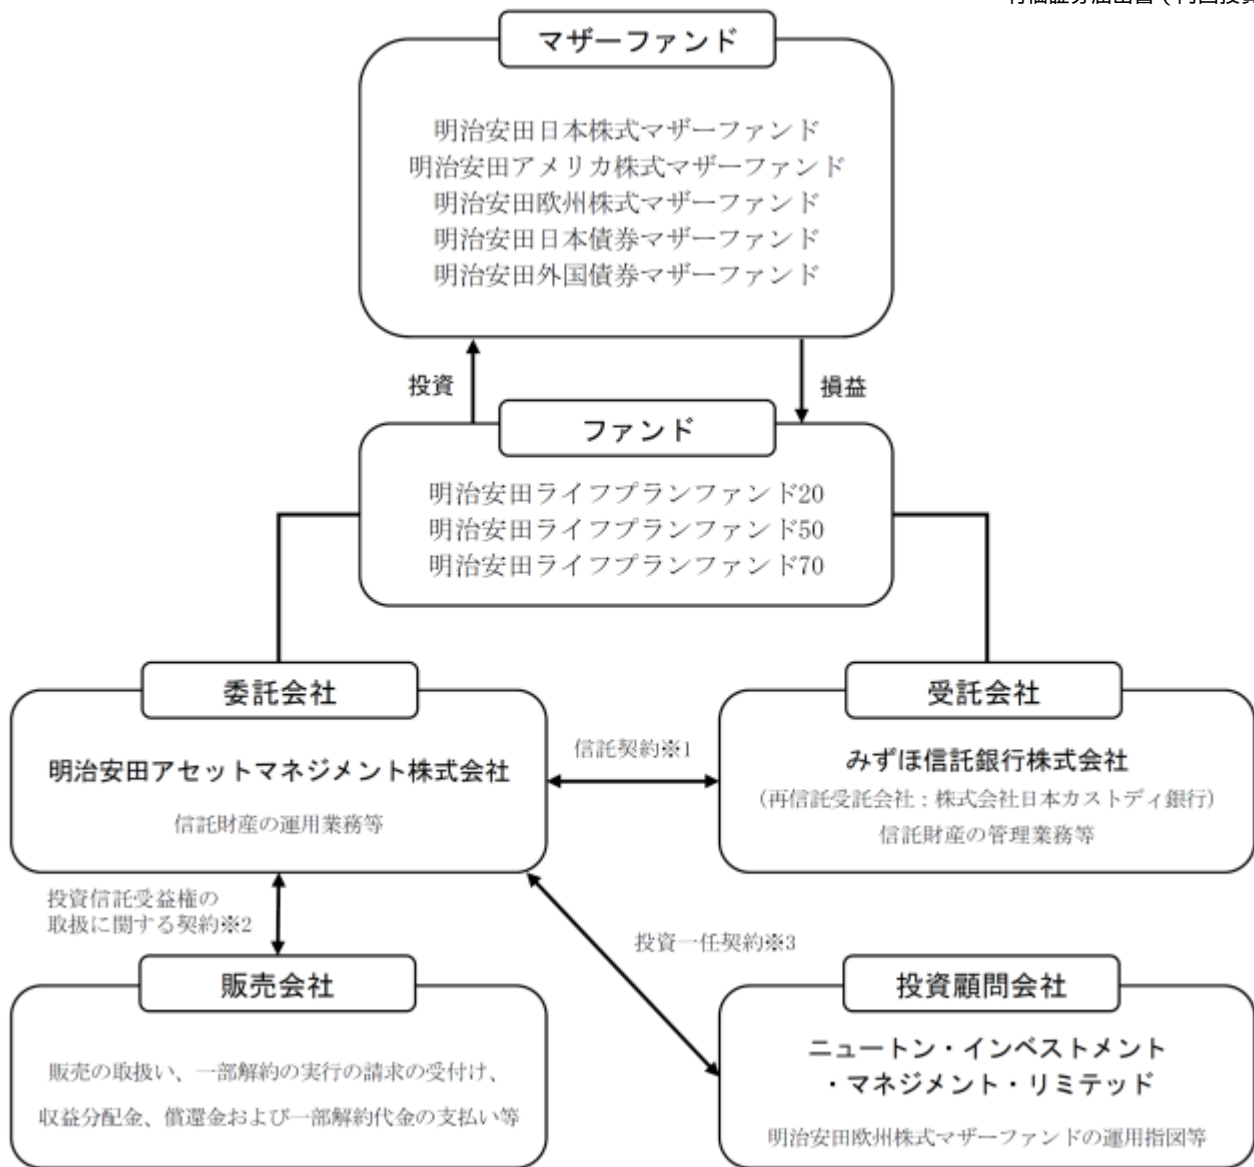 マザーファンド
明治安田日本株式マザーファンド
明治安田アメリカ株式マザーファンド
明治安田欧州株式マザーファンド
明治安田日本債券マザーファンド
明治安田外国債券マザーファンド
投資
損益
ファンド
明治安田ライフプランファンド20
明治安田ライフプランファンド50
明治安田ライフプランファンド70
委託会社
明治安田アセットマネジメント株式会社
信託財産の運用業務等
信託契約※1
受託会社
みずほ信託銀行株式会社
(再信託受託会社:株式会社日本カストディ銀行)
信託財産の管理業務等
投資信託受益権の
取扱に関する契約※2
投資一任契約※3
販売会社
販売の取扱い、一部解約の実行の請求の受付け、
収益分配金、償還金および一部解約代金の支払い等
投資顧問会社
ニュートン・インベストメント
・マネジメント・リミテッド
明治安田欧州株式マザーファンドの運用指図等